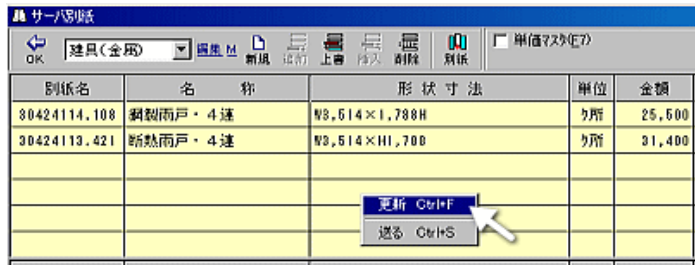 サーバ別紙
OK 建具(金属) 編集 M 新規 追加 上書 挿入 削除 別紙 単価マスタ(E7)
別紙名 名 称 形 状 寸 法 単位 金額
30424114.108 鋼製雨戸・4連 W3,514×1,788H ヶ所 25,500
30424113.421 断熱雨戸・4連 W3,514×H1,700 ヶ所 31,400
更新 Ctrl+F
送る Ctrl+S